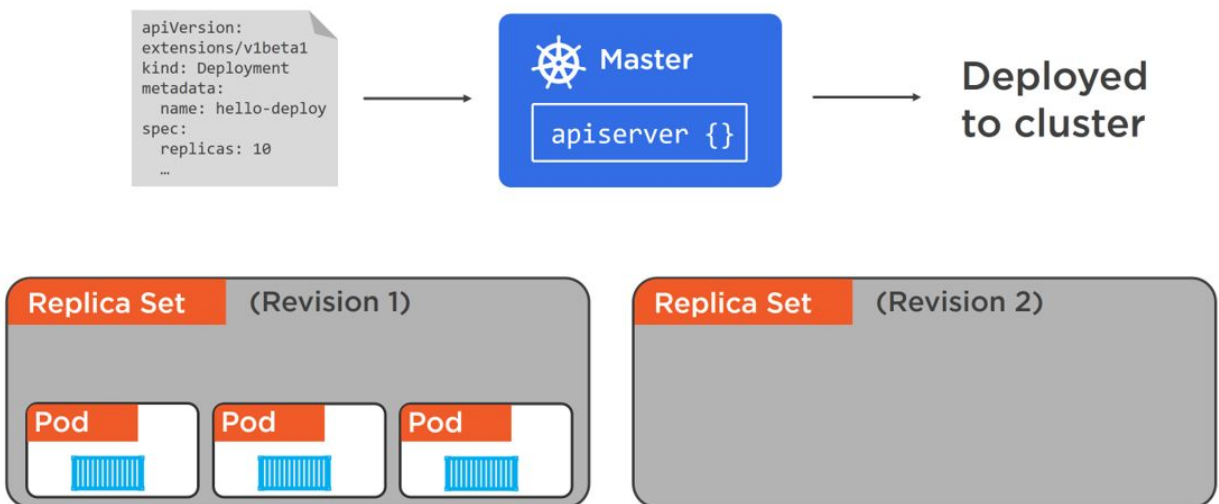 apiVersion:
extensions/v1beta1
kind: Deployment
metadata:
  name: hello-deploy
spec:
  replicas: 10
  …
Master
apiserver {}
Deployed
to cluster
Replica Set (Revision 1)
Pod Pod Pod
Replica Set (Revision 2)